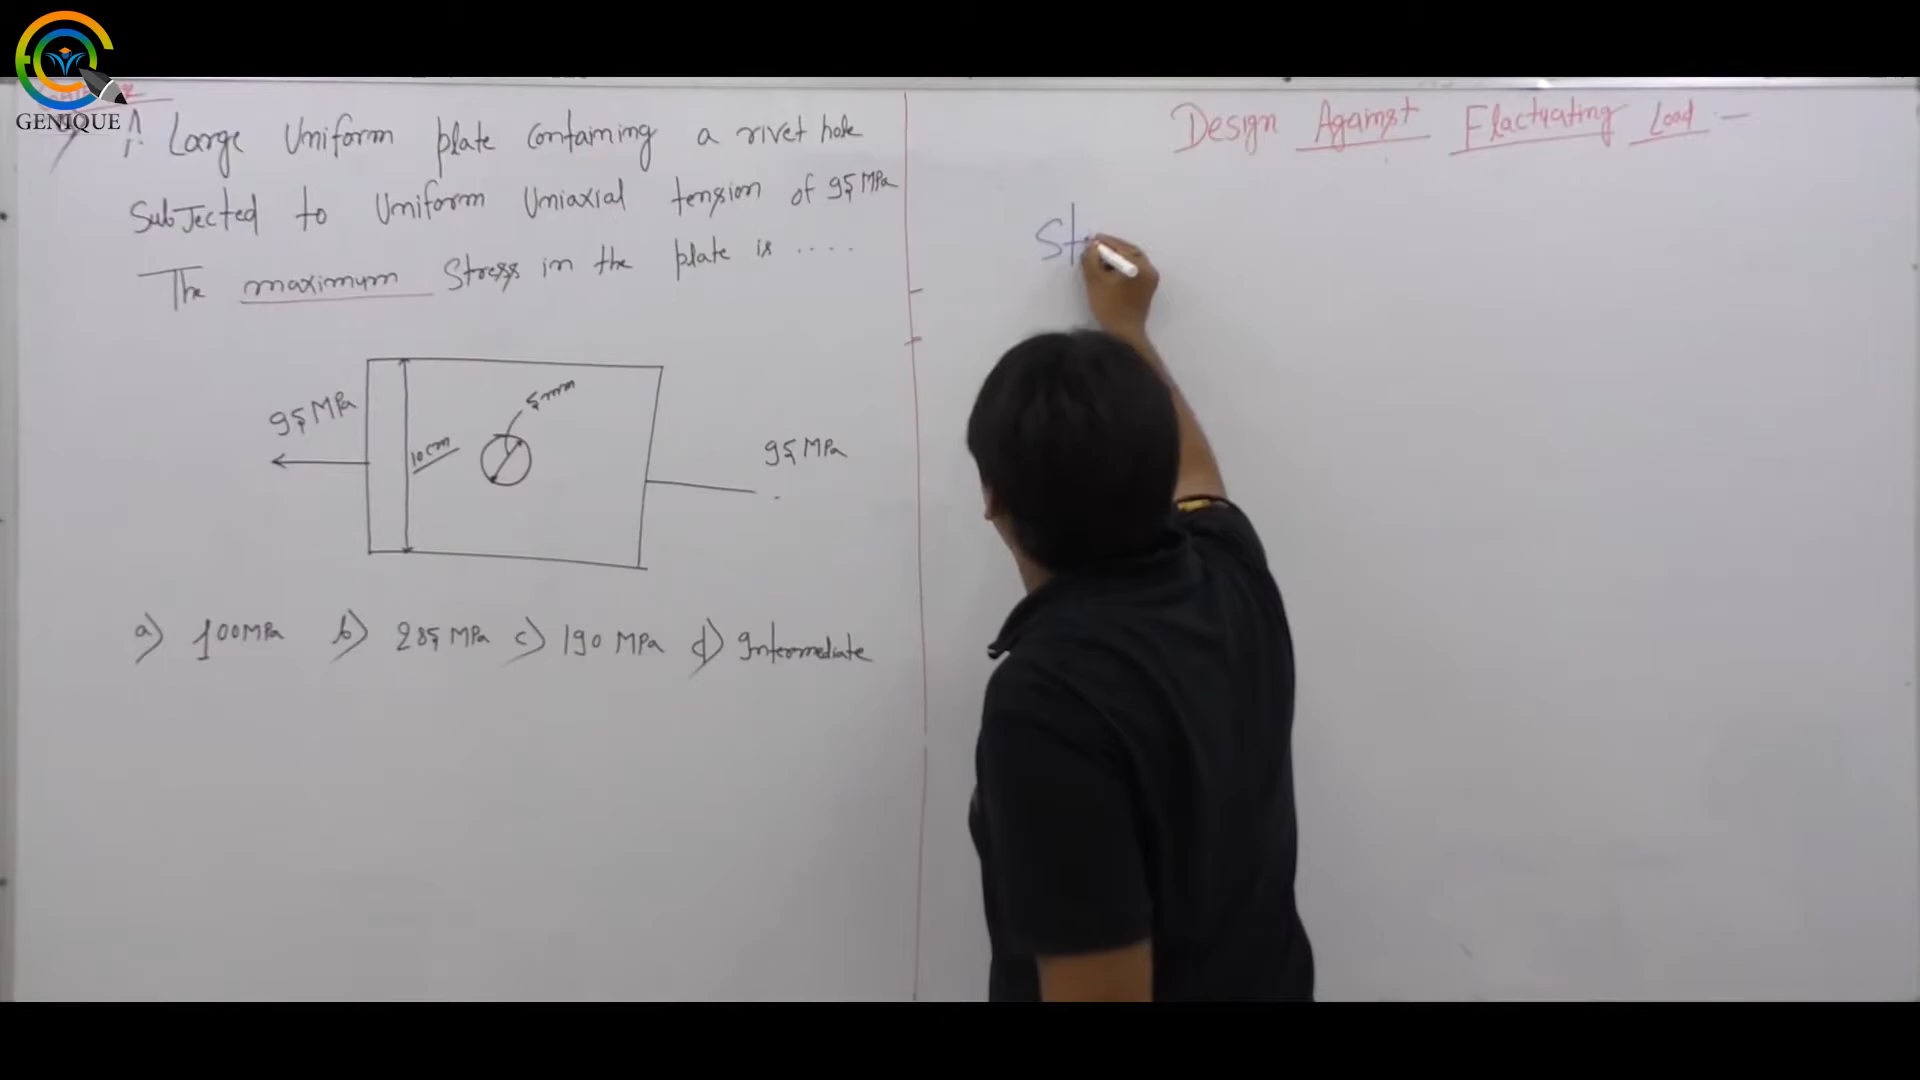 GENIQUE
A Large Uniform plate containing a rivet hole
Subjected to Uniform Uniaxial tension of 95 MPa
The maximum Stress in the plate is ....
95 MPa
10 cm
5 mm
95 MPa
a) 100 MPa b) 285 MPa c) 190 MPa d) Intermediate
Design Against Flactuating Load -
St